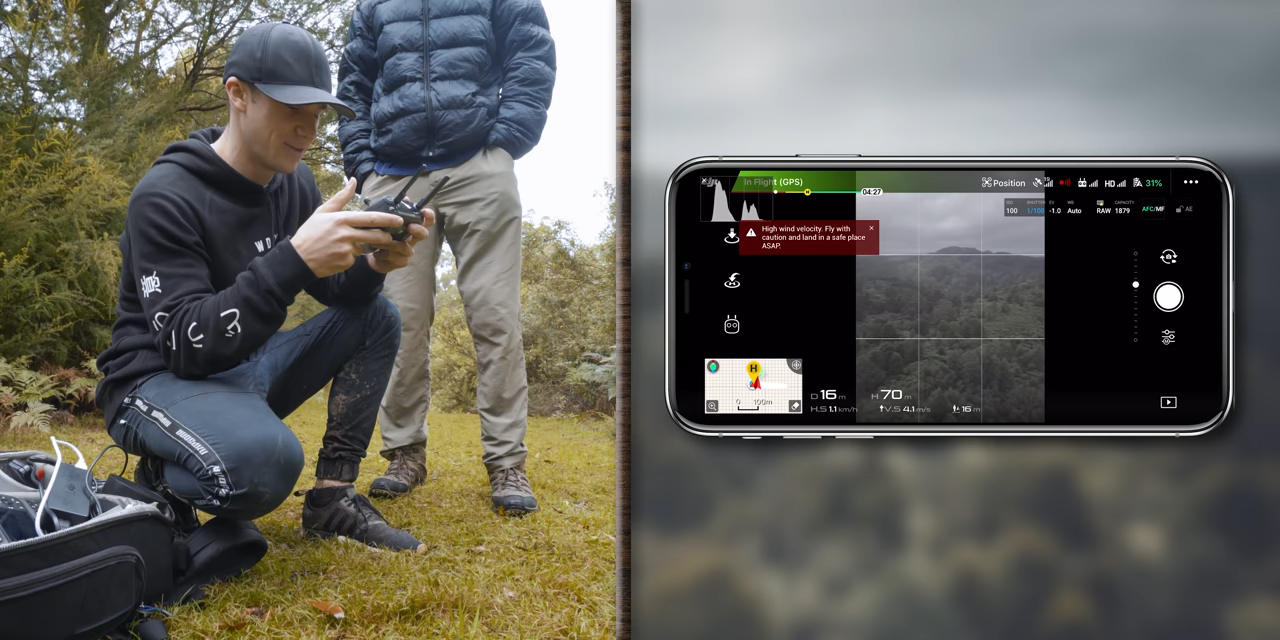 In Flight (GPS)
Position
HD
31%
04:27
ISO
SHUTTER
EV
WB
CAPACITY
100
1/100
-1.0
Auto
RAW
1879
AFC/MF
AE
High wind velocity. Fly with
caution and land in a safe place
ASAP.
H
0 100m
D 16 m
H 70 m
H.S 1.1 km/h
V.S 4.1 m/s
16 m